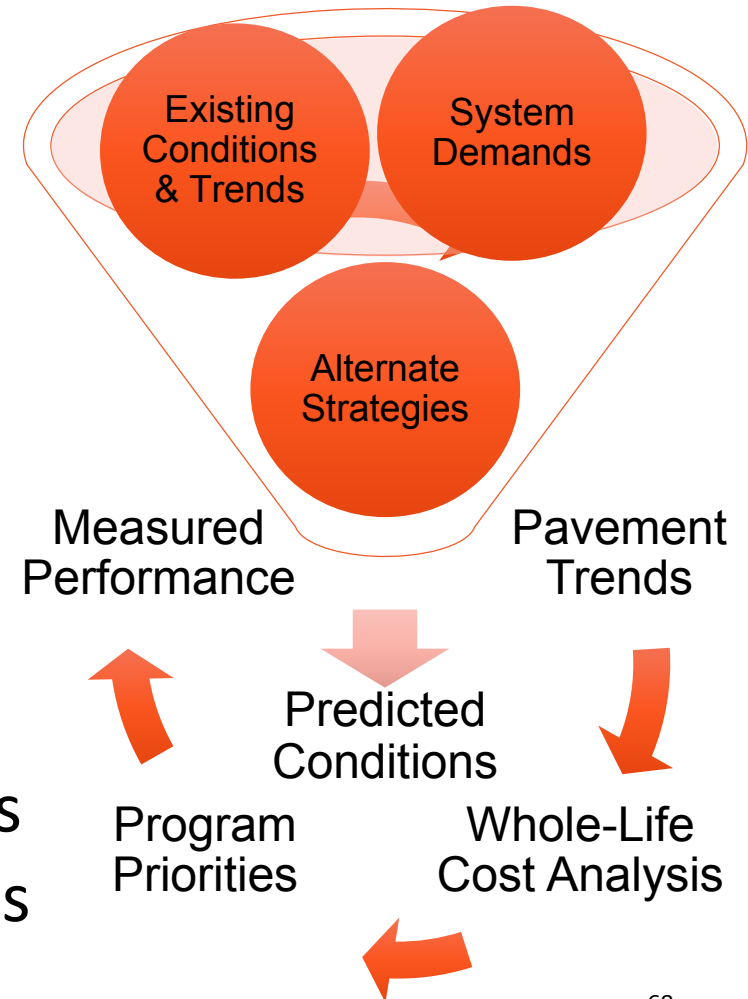 Existing
Conditions
& Trends
System
Demands
Alternate
Strategies
Measured
Performance
Pavement
Trends
Predicted
Conditions
s
s
Program
Priorities
Whole-Life
Cost Analysis